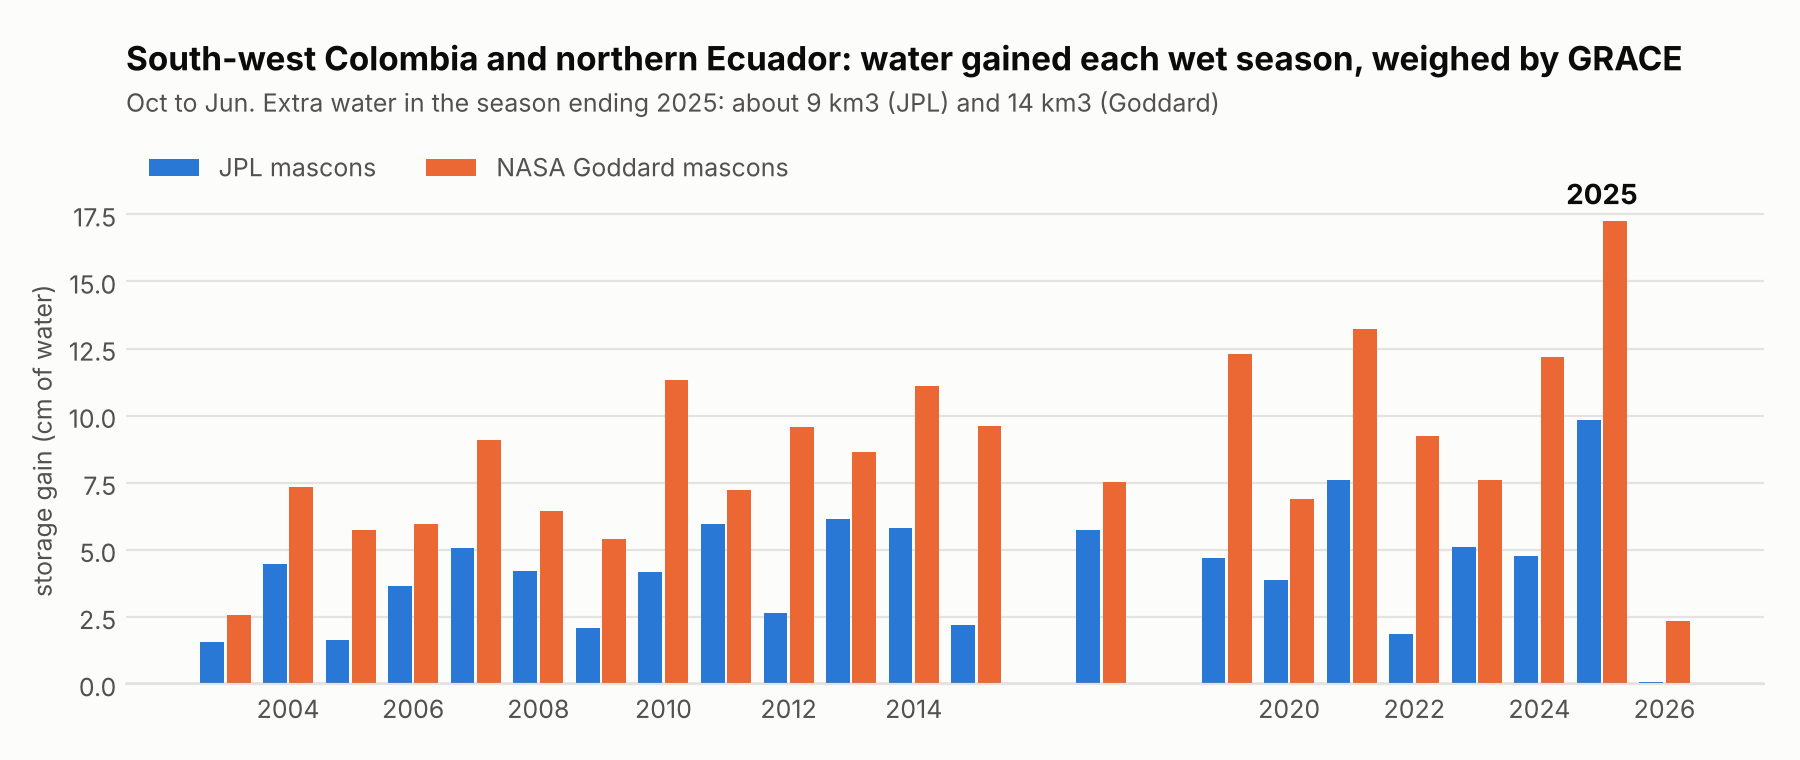 South-west Colombia and northern Ecuador: water gained each wet season, weighed by GRACE
Oct to Jun. Extra water in the season ending 2025: about 9 km3 (JPL) and 14 km3 (Goddard)
JPL mascons
NASA Goddard mascons
2025
storage gain (cm of water)
17.5
15.0
12.5
10.0
7.5
5.0
2.5
0.0
2004 2006 2008 2010 2012 2014 2020 2022 2024 2026